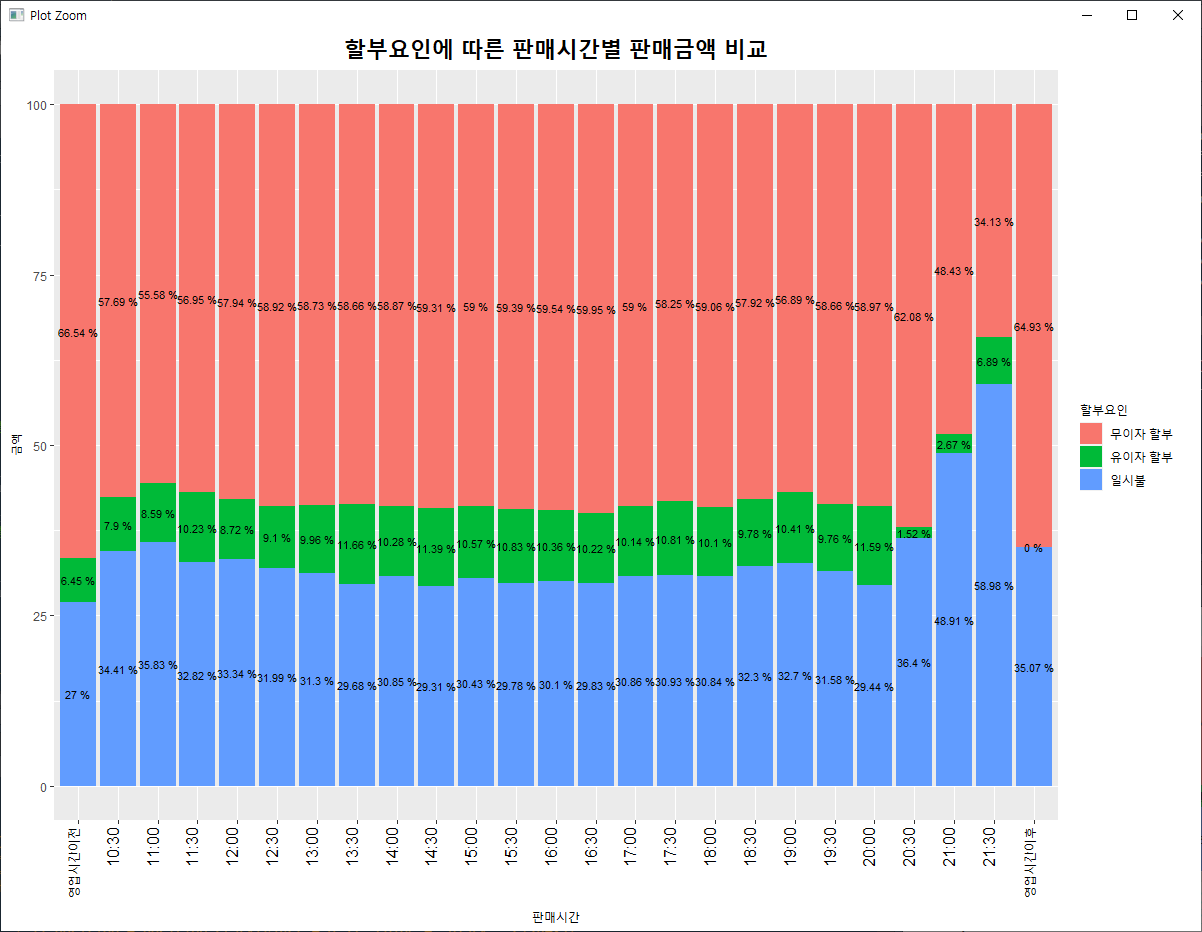 Plot Zoom
할부요인에 따른 판매시간별 판매금액 비교
100
75
50
25
0
금액
66.54 % 57.69 % 55.58 % 56.95 % 57.94 % 58.92 % 58.73 % 58.66 % 58.87 % 59.31 % 59 % 59.39 % 59.54 % 59.95 % 59 % 58.25 % 59.06 % 57.92 % 56.89 % 58.66 % 58.97 % 62.08 % 48.43 % 34.13 % 64.93 %
6.45 % 7.9 % 8.59 % 10.23 % 8.72 % 9.1 % 9.96 % 11.66 % 10.28 % 11.39 % 10.57 % 10.83 % 10.36 % 10.22 % 10.14 % 10.81 % 10.1 % 9.78 % 10.41 % 9.76 % 11.59 % 1.52 % 2.67 % 6.89 % 0 %
27 % 34.41 % 35.83 % 32.82 % 33.34 % 31.99 % 31.3 % 29.68 % 30.85 % 29.31 % 30.43 % 29.78 % 30.1 % 29.83 % 30.86 % 30.93 % 30.84 % 32.3 % 32.7 % 31.58 % 29.44 % 36.4 % 48.91 % 58.98 % 35.07 %
영업시간이전 10:30 11:00 11:30 12:00 12:30 13:00 13:30 14:00 14:30 15:00 15:30 16:00 16:30 17:00 17:30 18:00 18:30 19:00 19:30 20:00 20:30 21:00 21:30 영업시간이후
판매시간
할부요인
무이자 할부
유이자 할부
일시불